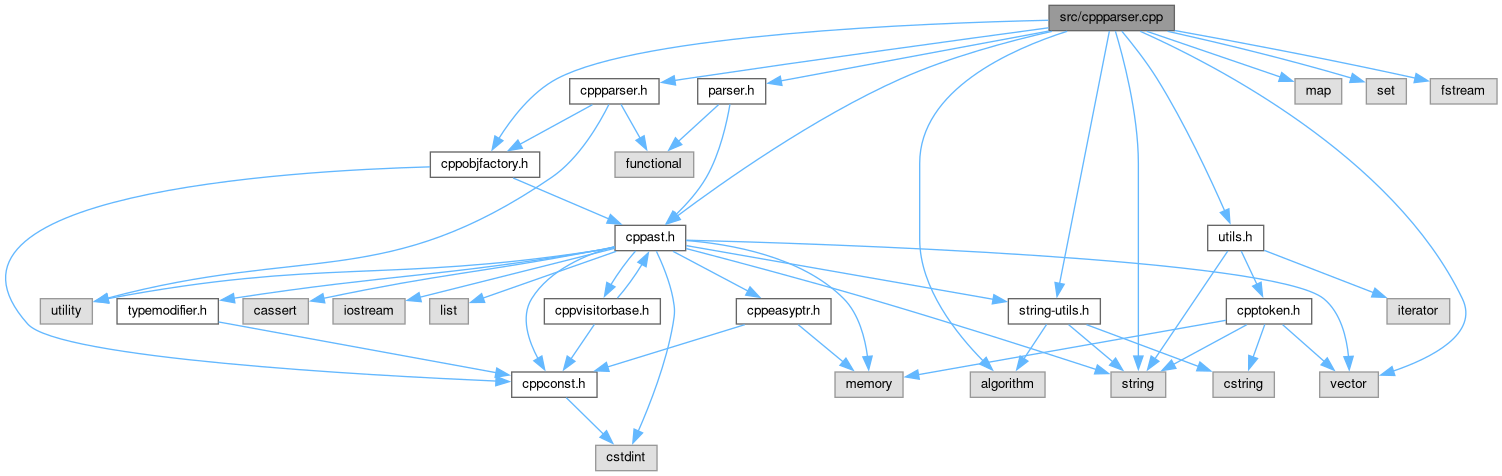 src/cppparser.cpp
cppparser.h
parser.h
map
set
fstream
cppobjfactory.h
functional
cppast.h
utils.h
utility
typemodifier.h
cassert
iostream
list
cppvisitorbase.h
cppeasyptr.h
string-utils.h
cpptoken.h
iterator
cppconst.h
memory
algorithm
string
cstring
vector
cstdint